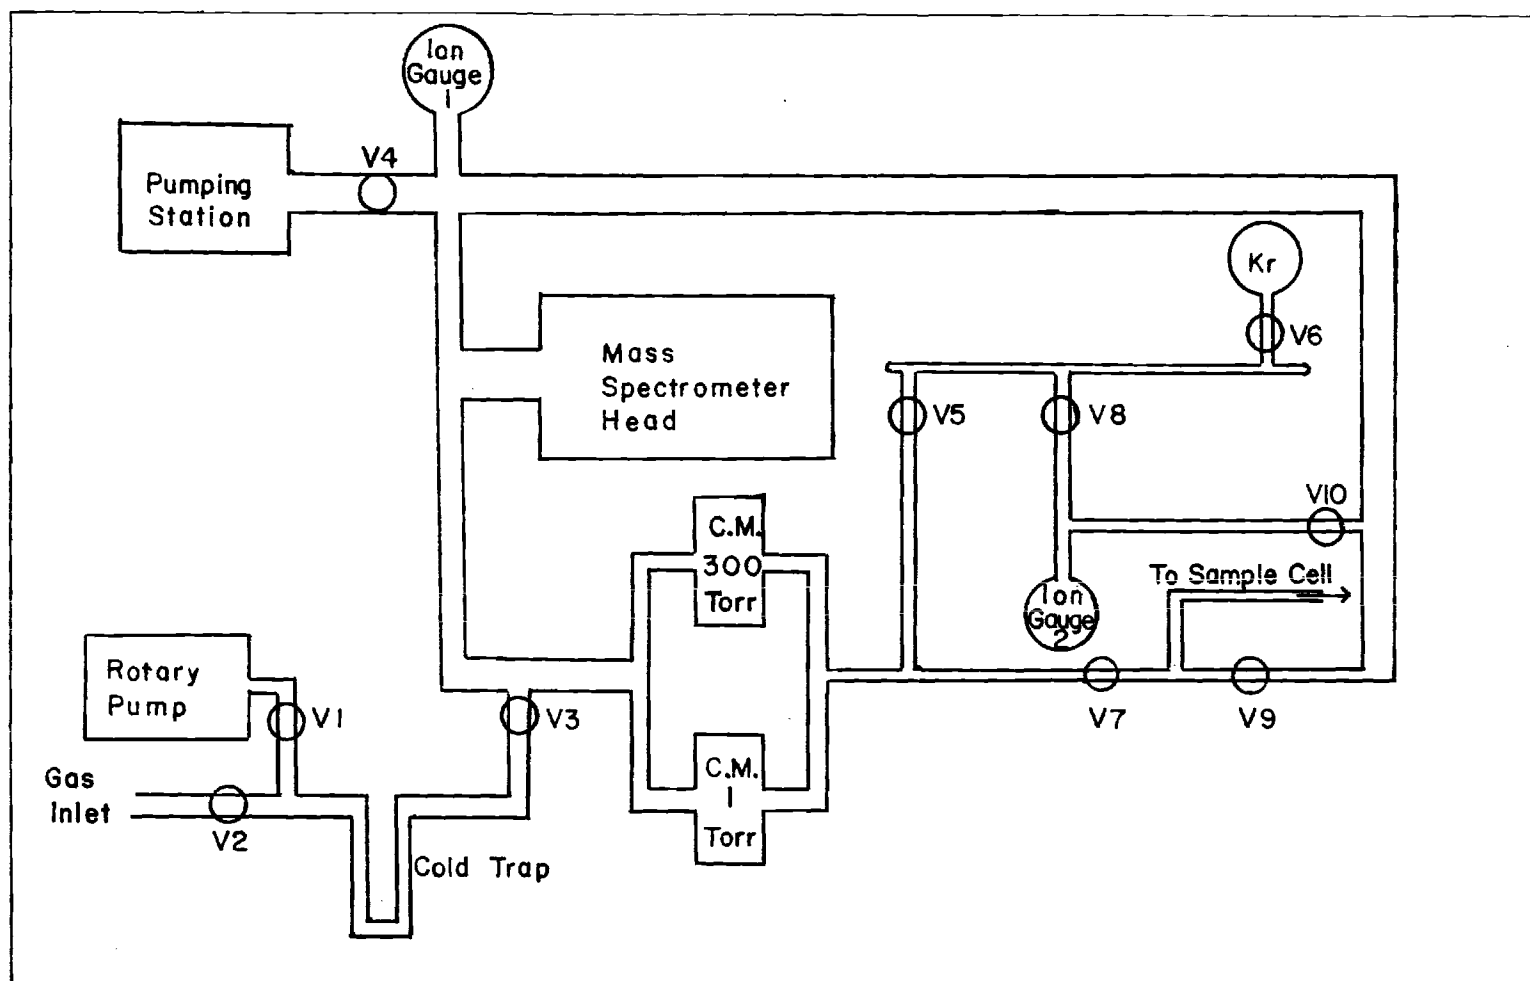 Ion
Gauge
1
V4
Pumping
Station
Kr
V6
Mass
Spectrometer
Head
V5
V8
V10
C.M.
300
Torr
To Sample Cell
Ion
Gauge
2
Rotary
Pump
V1
V3
V7
V9
Gas
Inlet
V2
C.M.
1
Torr
Cold Trap